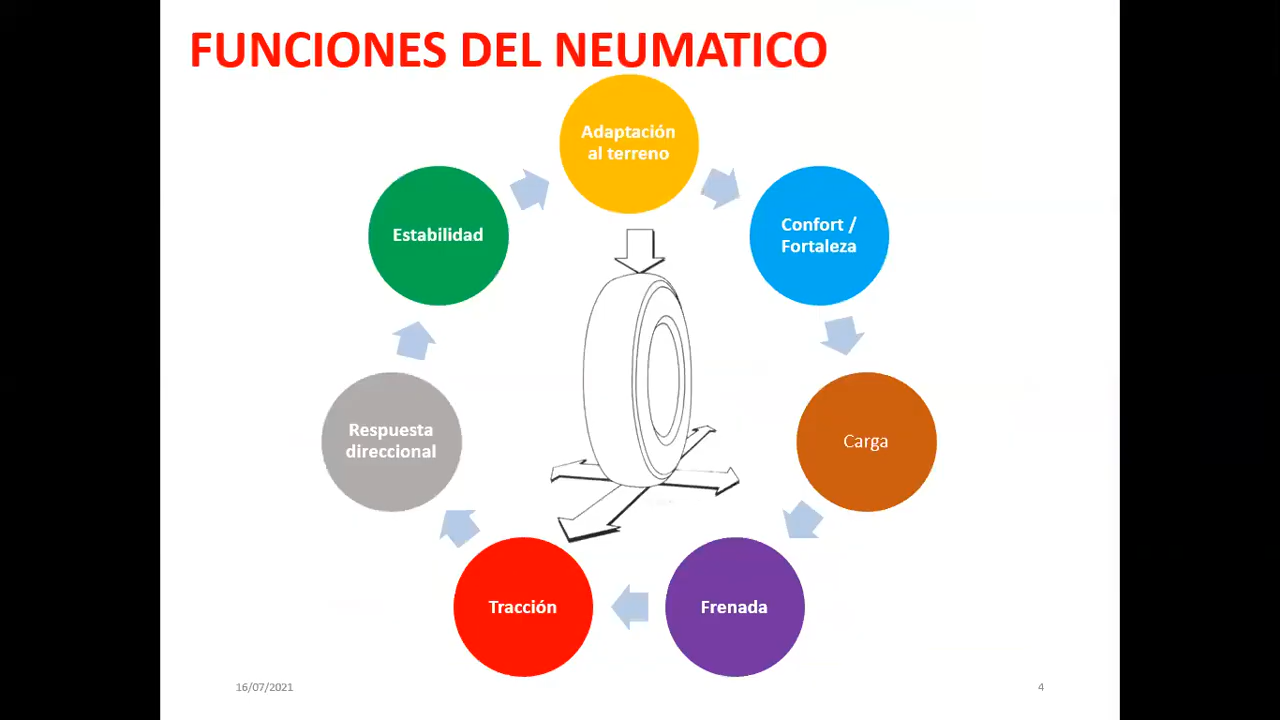 FUNCIONES DEL NEUMATICO
Adaptación
al terreno
Confort /
Fortaleza
Carga
Frenada
Tracción
Respuesta
direccional
Estabilidad
16/07/2021
4